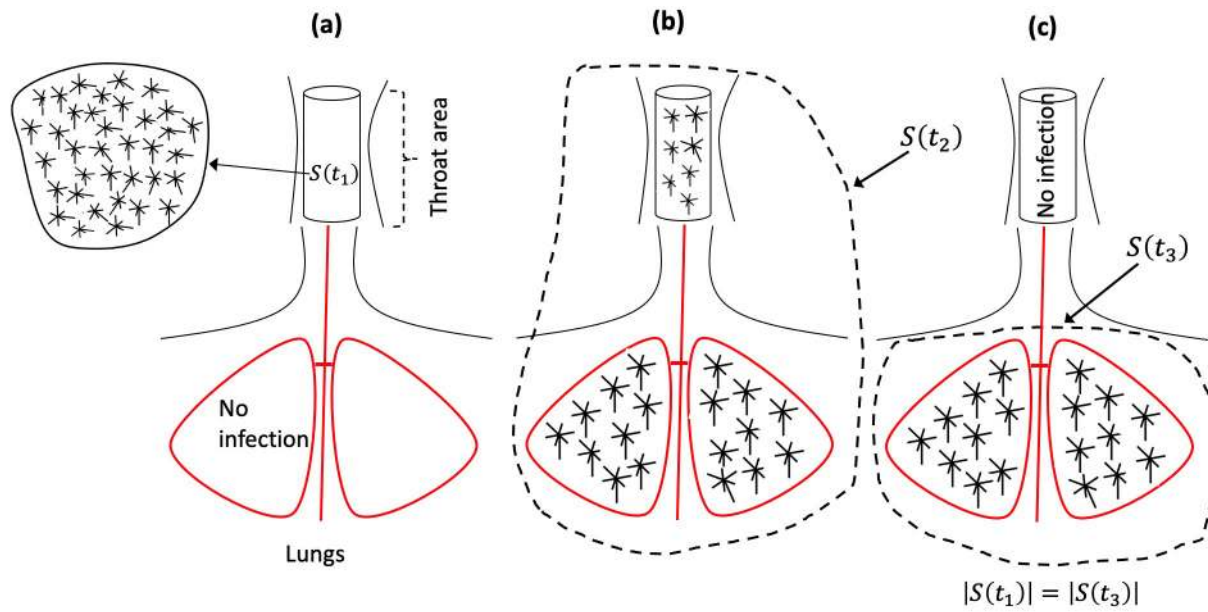 (a)
(b)
(c)
S(t₁)
Throat area
S(t₂)
No infection
S(t₃)
No
infection
Lungs
|S(t₁)| = |S(t₃)|